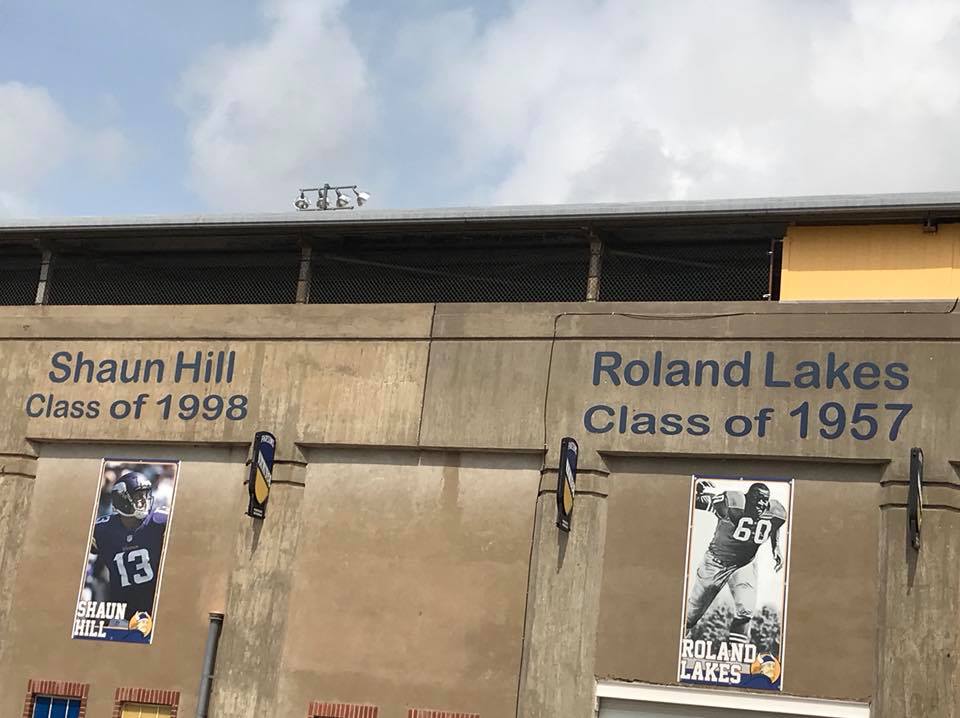 Shaun Hill
Class of 1998
Roland Lakes
Class of 1957
13
SHAUN
HILL
60
ROLAND
LAKES